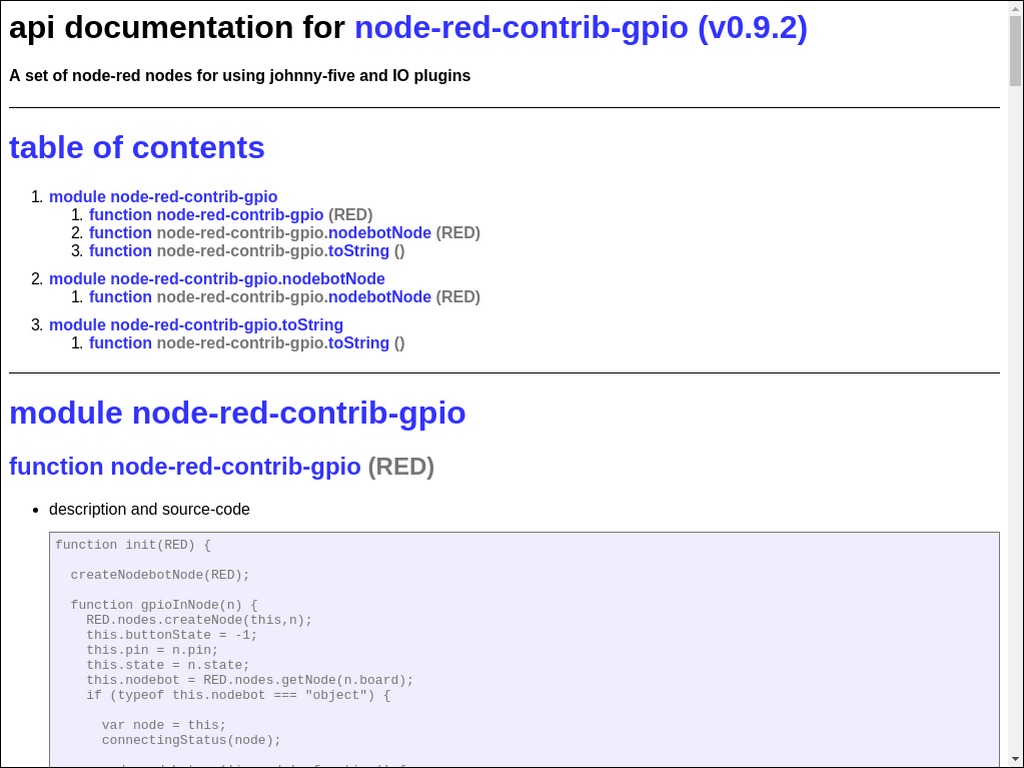 api documentation for node-red-contrib-gpio (v0.9.2)
A set of node-red nodes for using johnny-five and IO plugins
table of contents
1. module node-red-contrib-gpio
1. function node-red-contrib-gpio (RED)
2. function node-red-contrib-gpio.nodebotNode (RED)
3. function node-red-contrib-gpio.toString ()
2. module node-red-contrib-gpio.nodebotNode
1. function node-red-contrib-gpio.nodebotNode (RED)
3. module node-red-contrib-gpio.toString
1. function node-red-contrib-gpio.toString ()
module node-red-contrib-gpio
function node-red-contrib-gpio (RED)
• description and source-code
function init(RED) {
createNodebotNode(RED);
function gpioInNode(n) {
RED.nodes.createNode(this,n);
this.buttonState = -1;
this.pin = n.pin;
this.state = n.state;
this.nodebot = RED.nodes.getNode(n.board);
if (typeof this.nodebot === "object") {
var node = this;
connectingStatus(node);